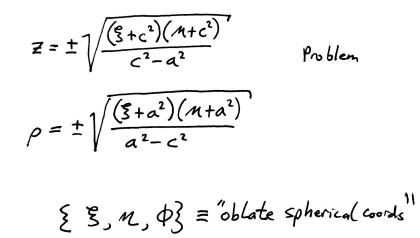 z = ± √((ξ+c²)(η+c²) / (c²−a²)) Problem
ρ = ± √((ξ+a²)(η+a²) / (a²−c²))
{ ξ, η, ϕ} ≡ "oblate spherical coords"